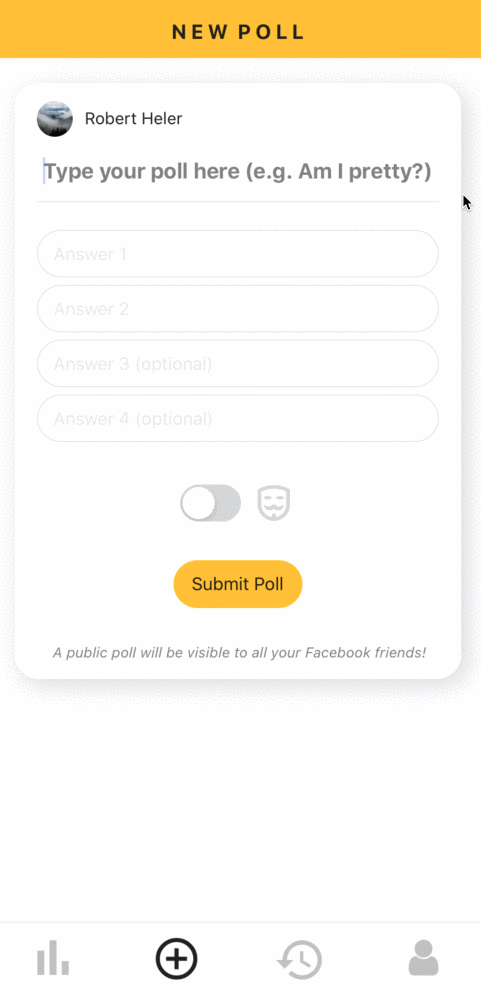 NEW POLL
Robert Heler
Type your poll here (e.g. Am I pretty?)
Answer 1
Answer 2
Answer 3 (optional)
Answer 4 (optional)
Submit Poll
A public poll will be visible to all your Facebook friends!